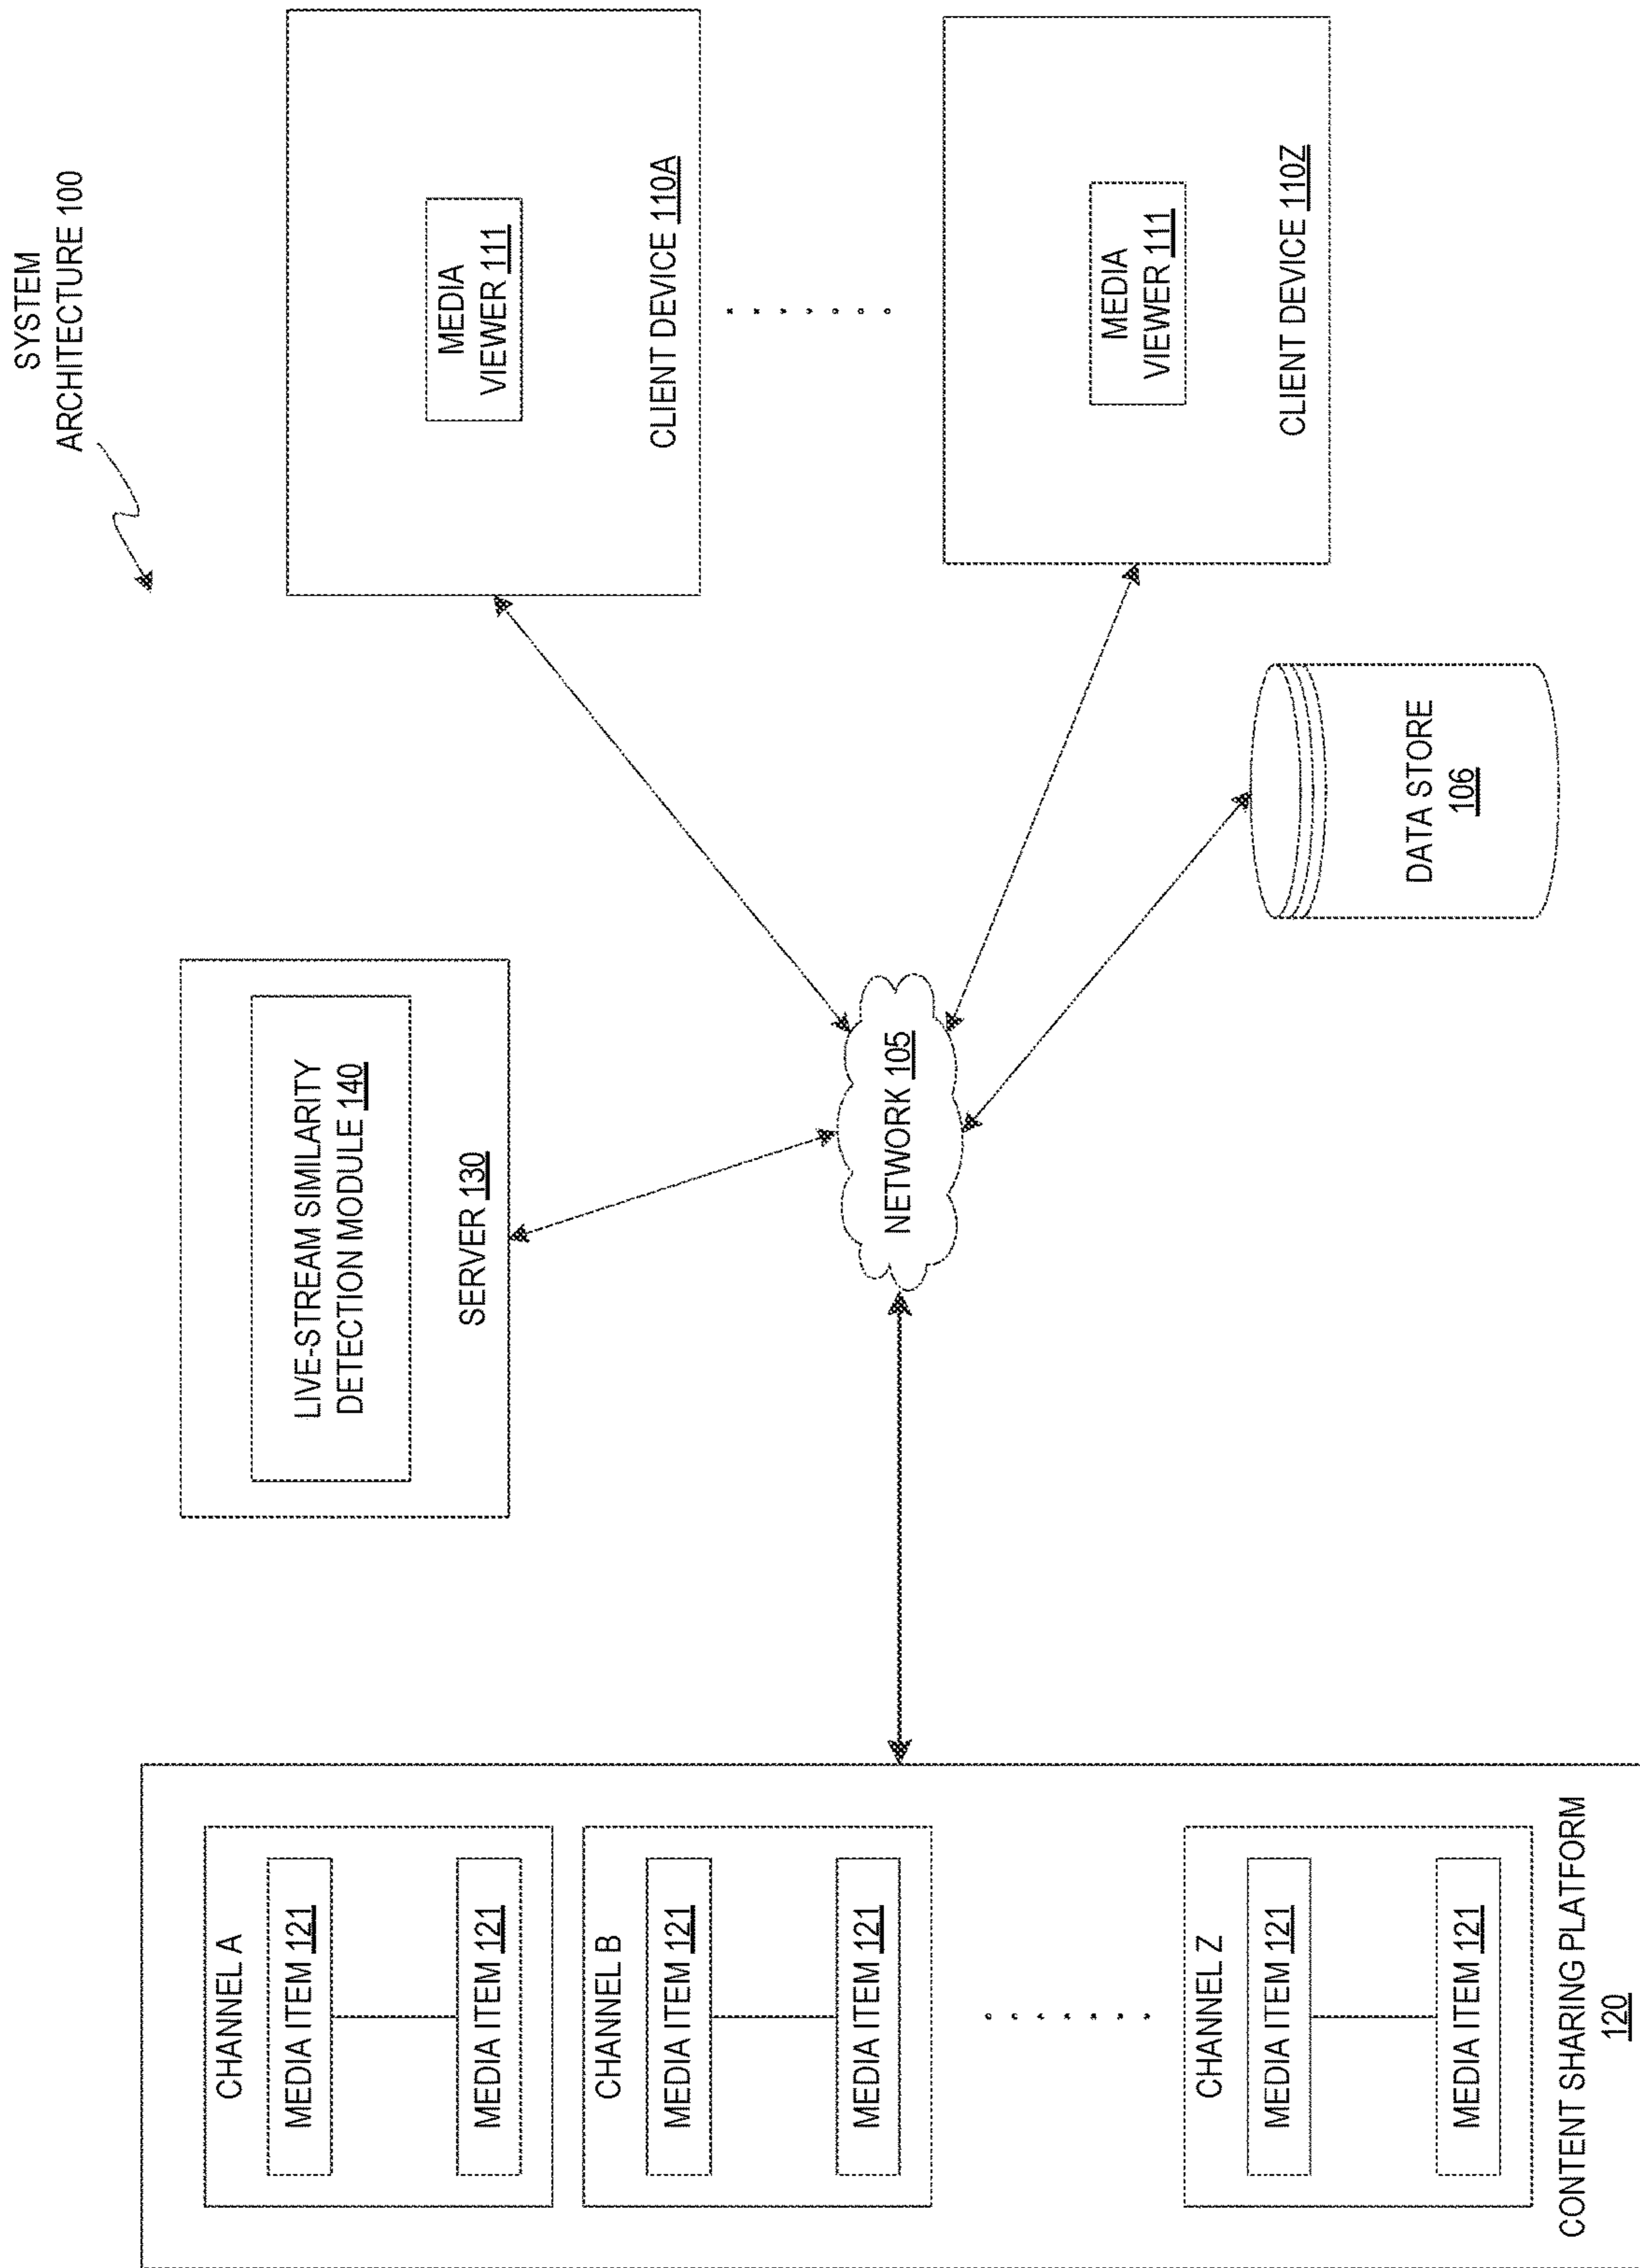 SYSTEM
ARCHITECTURE 100
CHANNEL A
MEDIA ITEM 121
MEDIA ITEM 121
CHANNEL B
MEDIA ITEM 121
MEDIA ITEM 121
CHANNEL Z
MEDIA ITEM 121
MEDIA ITEM 121
CONTENT SHARING PLATFORM
120
LIVE-STREAM SIMILARITY
DETECTION MODULE 140
SERVER 130
NETWORK 105
MEDIA
VIEWER 111
CLIENT DEVICE 110A
MEDIA
VIEWER 111
CLIENT DEVICE 110Z
DATA STORE
106